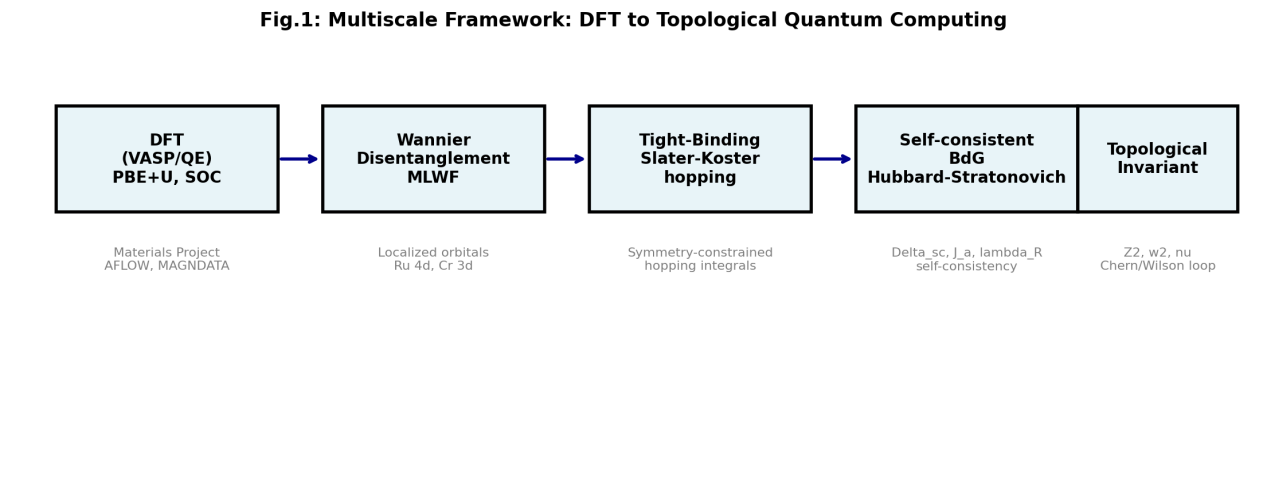 Fig.1: Multiscale Framework: DFT to Topological Quantum Computing
DFT
(VASP/QE)
PBE+U, SOC
Wannier
Disentanglement
MLWF
Tight-Binding
Slater-Koster
hopping
Self-consistent
BdG
Hubbard-Stratonovich
Topological
Invariant
Materials Project
AFLOW, MAGNDATA
Localized orbitals
Ru 4d, Cr 3d
Symmetry-constrained
hopping integrals
Delta_sc, J_a, lambda_R
self-consistency
Z2, w2, nu
Chern/Wilson loop